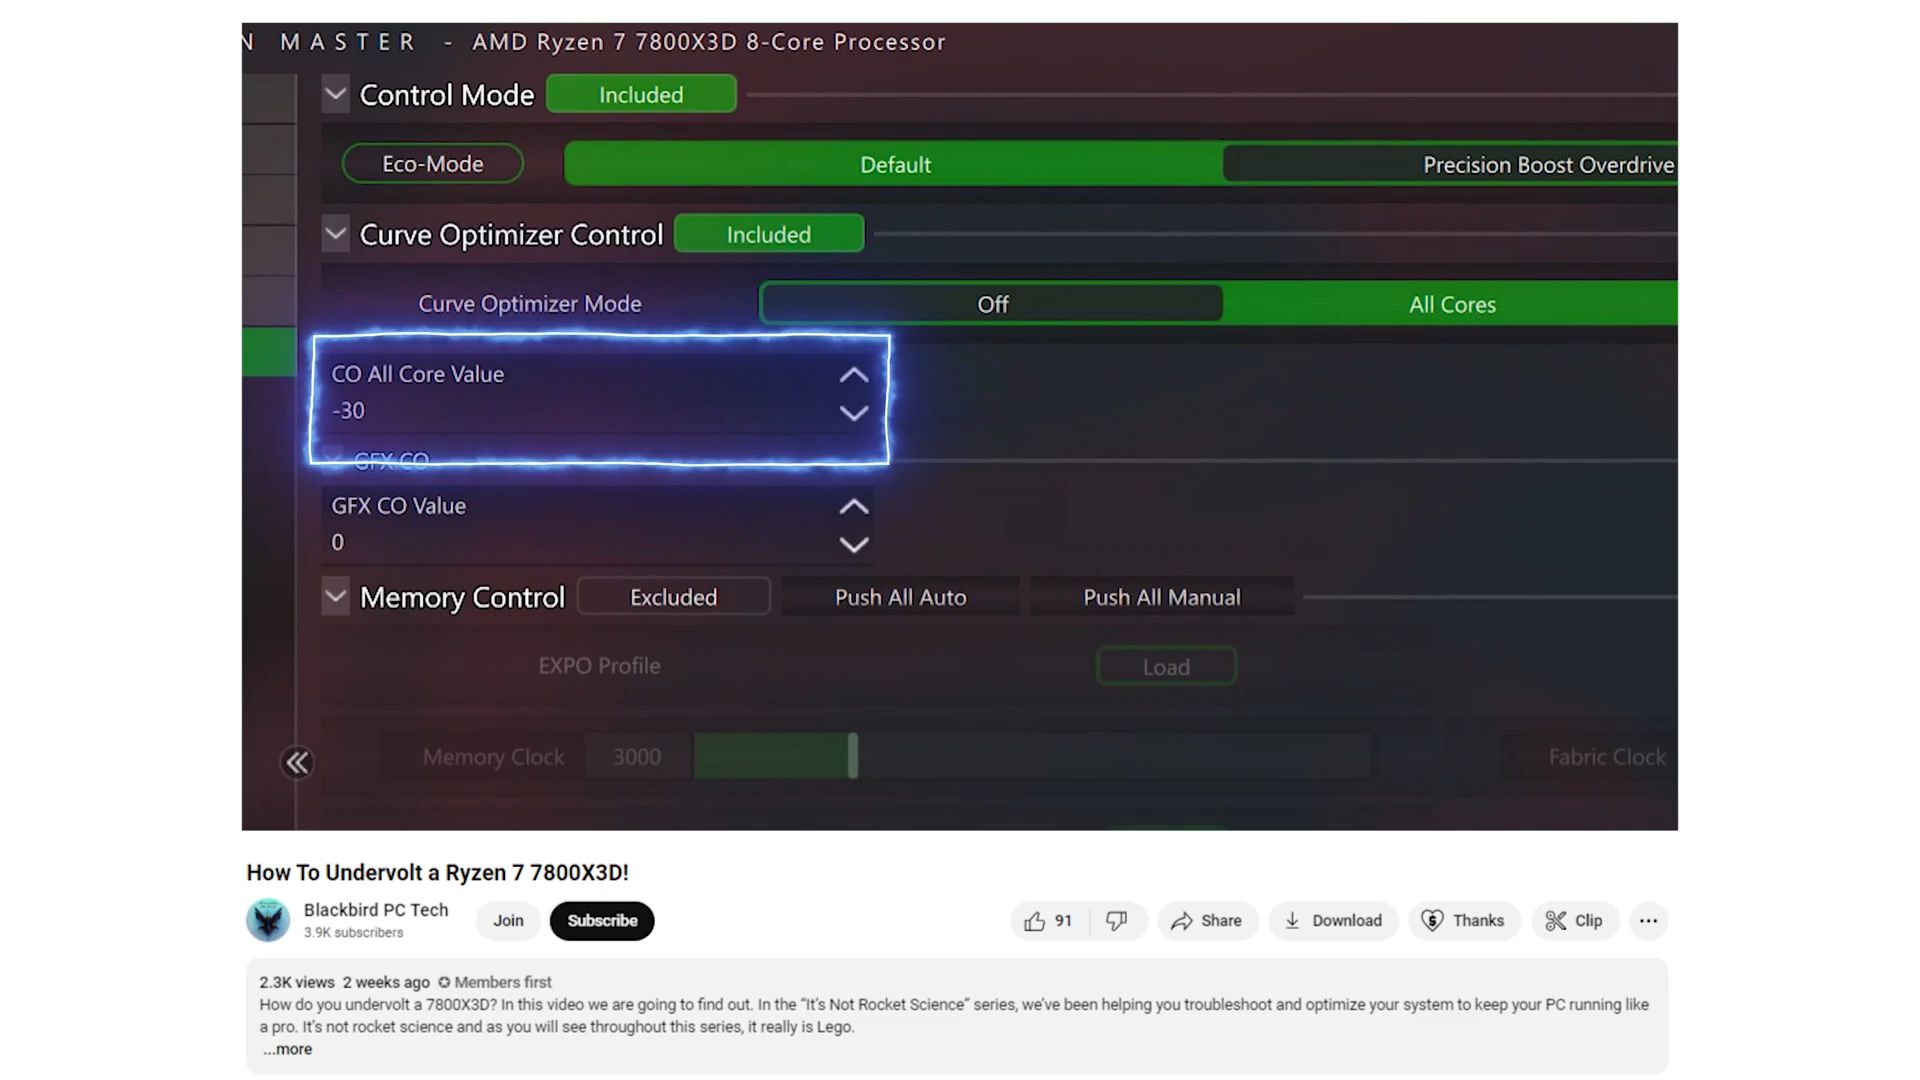 N MASTER - AMD Ryzen 7 7800X3D 8-Core Processor
Control Mode Included
Eco-Mode Default Precision Boost Overdrive
Curve Optimizer Control Included
Curve Optimizer Mode Off All Cores
CO All Core Value
-30
GFX CO
GFX CO Value
0
Memory Control Excluded Push All Auto Push All Manual
EXPO Profile Load
Memory Clock 3000 Fabric Clock
How To Undervolt a Ryzen 7 7800X3D!
Blackbird PC Tech
3.9K subscribers
Join Subscribe 91 Share Download Thanks Clip
2.3K views 2 weeks ago Members first
How do you undervolt a 7800X3D? In this video we are going to find out. In the “It’s Not Rocket Science” series, we’ve been helping you troubleshoot and optimize your system to keep your PC running like
a pro. It’s not rocket science and as you will see throughout this series, it really is Lego.
...more